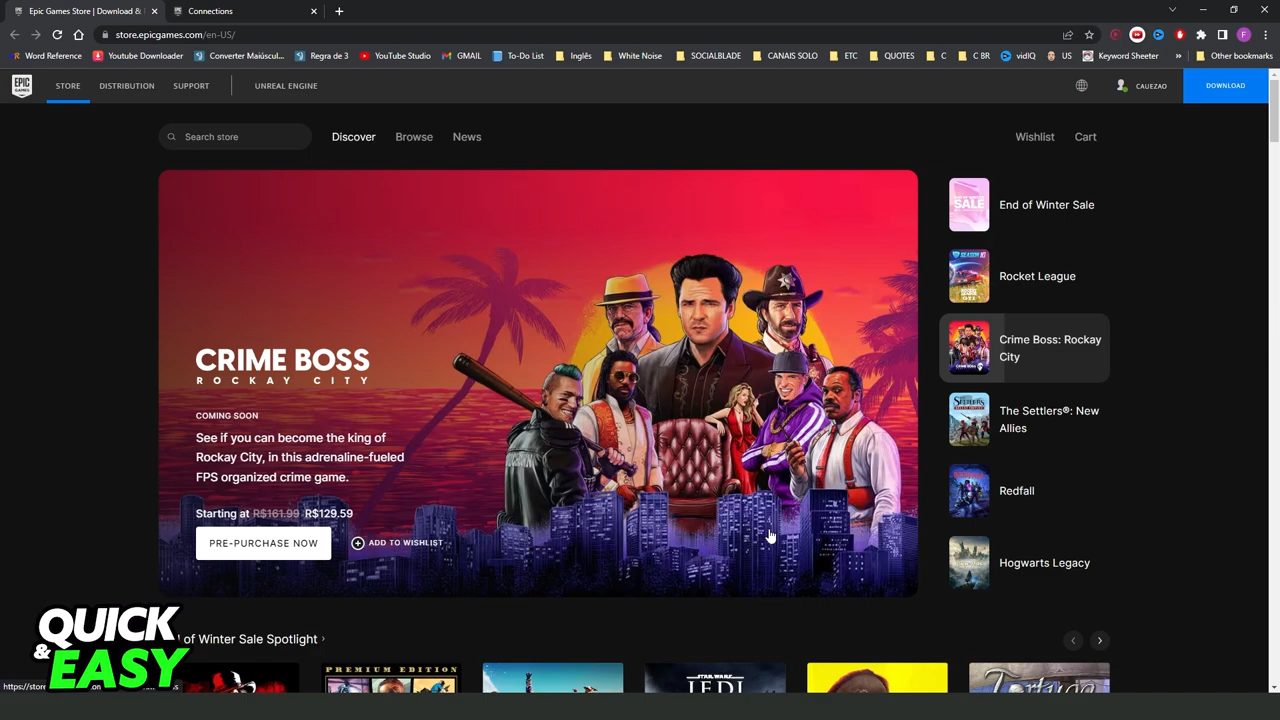 Epic Games Store | Download &
Connections
store.epicgames.com/en-US/
Word Reference
Youtube Downloader
Converter Maiúscul...
Regra de 3
YouTube Studio
GMAIL
To-Do List
Inglês
White Noise
SOCIALBLADE
CANAIS SOLO
ETC
QUOTES
C
C BR
vidIQ
US
Keyword Sheeter
»
Other bookmarks
EPIC
GAMES
STORE
DISTRIBUTION
SUPPORT
UNREAL ENGINE
CAUEZAO
DOWNLOAD
Search store
Discover
Browse
News
Wishlist
Cart
CRIME BOSS
ROCKAY CITY
COMING SOON
See if you can become the king of
Rockay City, in this adrenaline-fueled
FPS organized crime game.
Starting at R$161.99 R$129.59
PRE-PURCHASE NOW
ADD TO WISHLIST
SALE
End of Winter Sale
Rocket League
Crime Boss: Rockay
City
The Settlers®: New
Allies
Redfall
Hogwarts Legacy
of Winter Sale Spotlight
QUICK
& EASY
https://store
PREMIUM EDITION
STAR WARS
JEDI
Tortuga